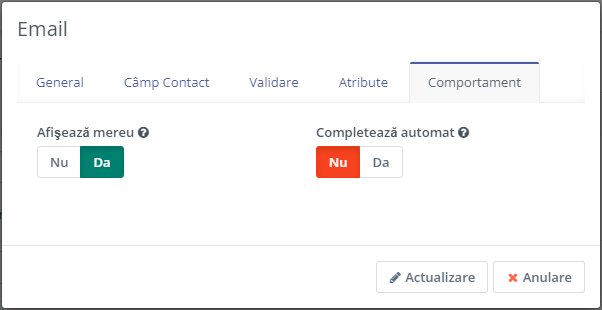 Email
General Câmp Contact Validare Atribute Comportament
Afişează mereu Completează automat
Nu Da Nu Da
Actualizare Anulare